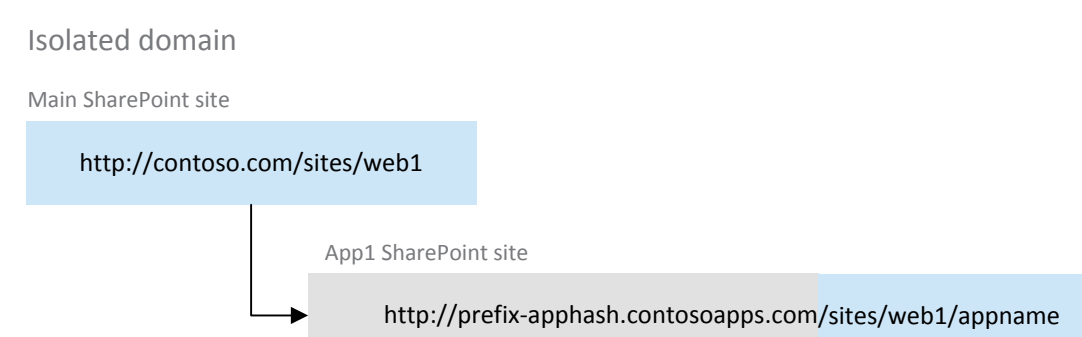 Isolated domain
Main SharePoint site
http://contoso.com/sites/web1
App1 SharePoint site
http://prefix-apphash.contosoapps.com/sites/web1/appname